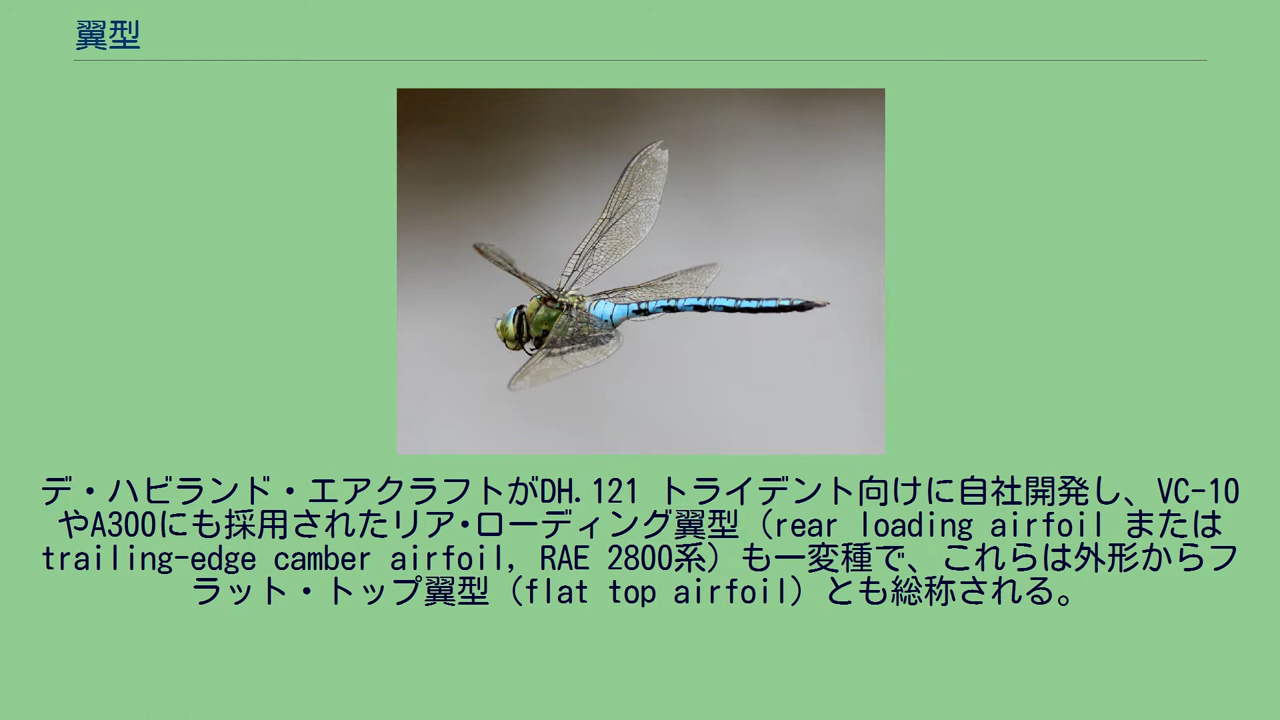 翼型
デ・ハビランド・エアクラフトがDH.121 トライデント向けに自社開発し、VC-10
やA300にも採用されたリア・ローディング翼型（rear loading airfoil または
trailing-edge camber airfoil, RAE 2800系）も一変種で、これらは外形からフ
ラット・トップ翼型（flat top airfoil）とも総称される。